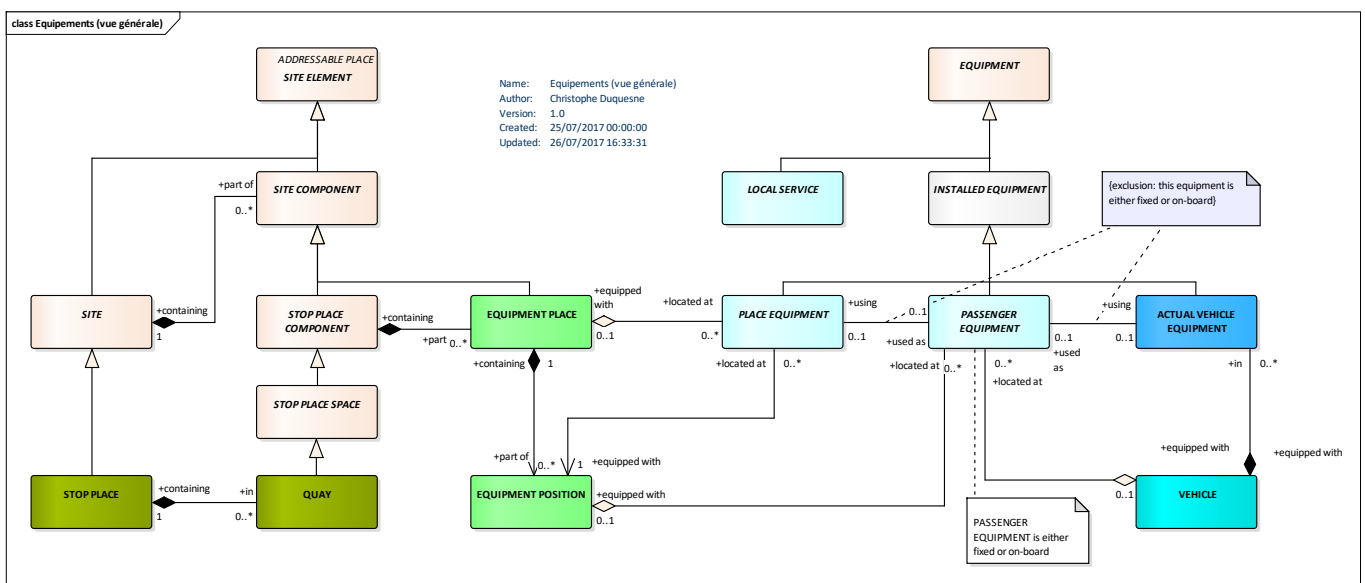 class Equipements (vue générale)
ADDRESSABLE PLACE
SITE ELEMENT
Name: Equipements (vue générale)
Author: Christophe Duquesne
Version: 1.0
Created: 25/07/2017 00:00:00
Updated: 26/07/2017 16:33:31
EQUIPMENT
+part of
0..*
SITE COMPONENT
LOCAL SERVICE
INSTALLED EQUIPMENT
{exclusion: this equipment is
either fixed or on-board}
SITE
+containing
1
STOP PLACE
COMPONENT
+containing
+part
0..*
EQUIPMENT PLACE
+equipped
with
0..1
+located at
0..*
PLACE EQUIPMENT
+using
0..1
0..1
+used as
PASSENGER
EQUIPMENT
0..1
+used
as
+using
0..1
ACTUAL VEHICLE
EQUIPMENT
+containing
1
+located at
0..*
+located at
0..*
0..*
+located at
+in
0..*
STOP PLACE SPACE
+part of
0..*
1
+equipped with
+equipped with
+equipped with
STOP PLACE
+containing
1
+in
0..*
QUAY
EQUIPMENT POSITION
+equipped with
0..1
0..1
VEHICLE
PASSENGER
EQUIPMENT is either
fixed or on-board